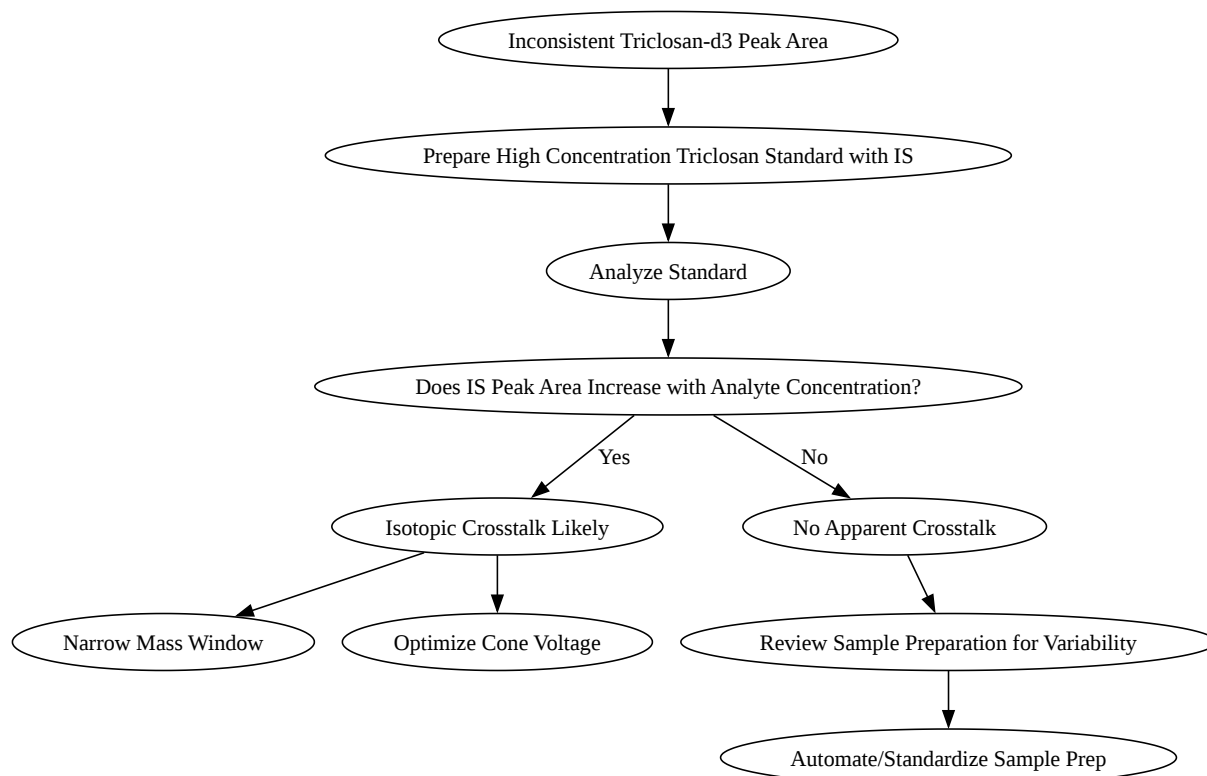 Inconsistent Triclosan-d3 Peak Area
Prepare High Concentration Triclosan Standard with IS
Analyze Standard
Does IS Peak Area Increase with Analyte Concentration?
Yes
No
Isotopic Crosstalk Likely
No Apparent Crosstalk
Narrow Mass Window
Optimize Cone Voltage
Review Sample Preparation for Variability
Automate/Standardize Sample Prep